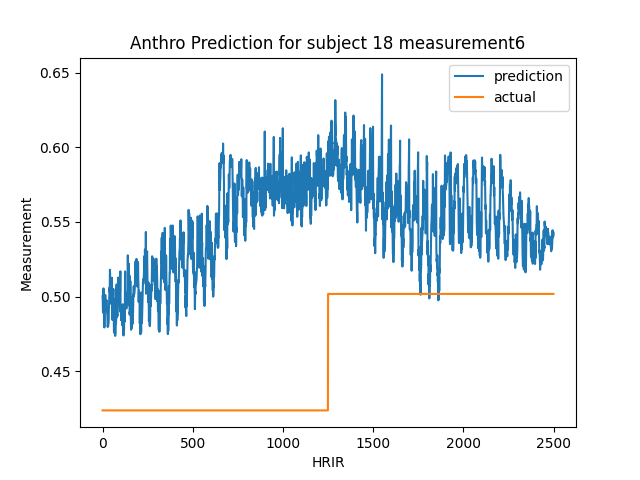 Anthro Prediction for subject 18 measurement6
prediction
actual
Measurement
0.65
0.60
0.55
0.50
0.45
0
500
1000
1500
2000
2500
HRIR